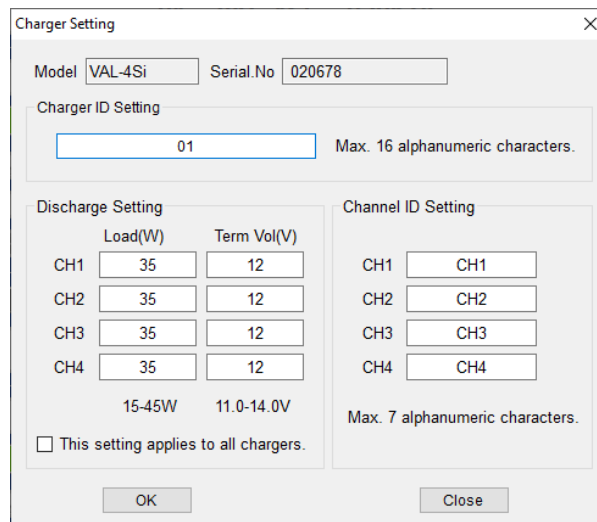 Charger Setting
Model VAL-4Si Serial.No 020678
Charger ID Setting
01 Max. 16 alphanumeric characters.
Discharge Setting
Load(W) Term Vol(V)
CH1 35 12
CH2 35 12
CH3 35 12
CH4 35 12
15-45W 11.0-14.0V
This setting applies to all chargers.
Channel ID Setting
CH1 CH1
CH2 CH2
CH3 CH3
CH4 CH4
Max. 7 alphanumeric characters.
OK Close